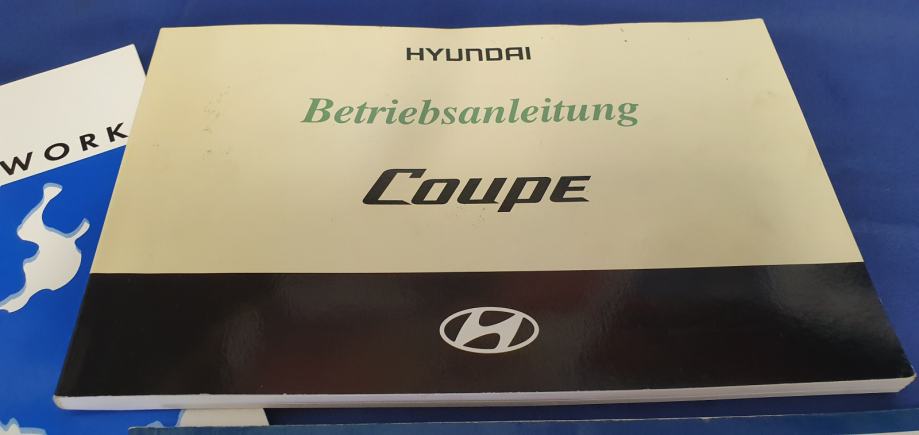 HYUNDAI
Betriebsanleitung
Coupe
WORK